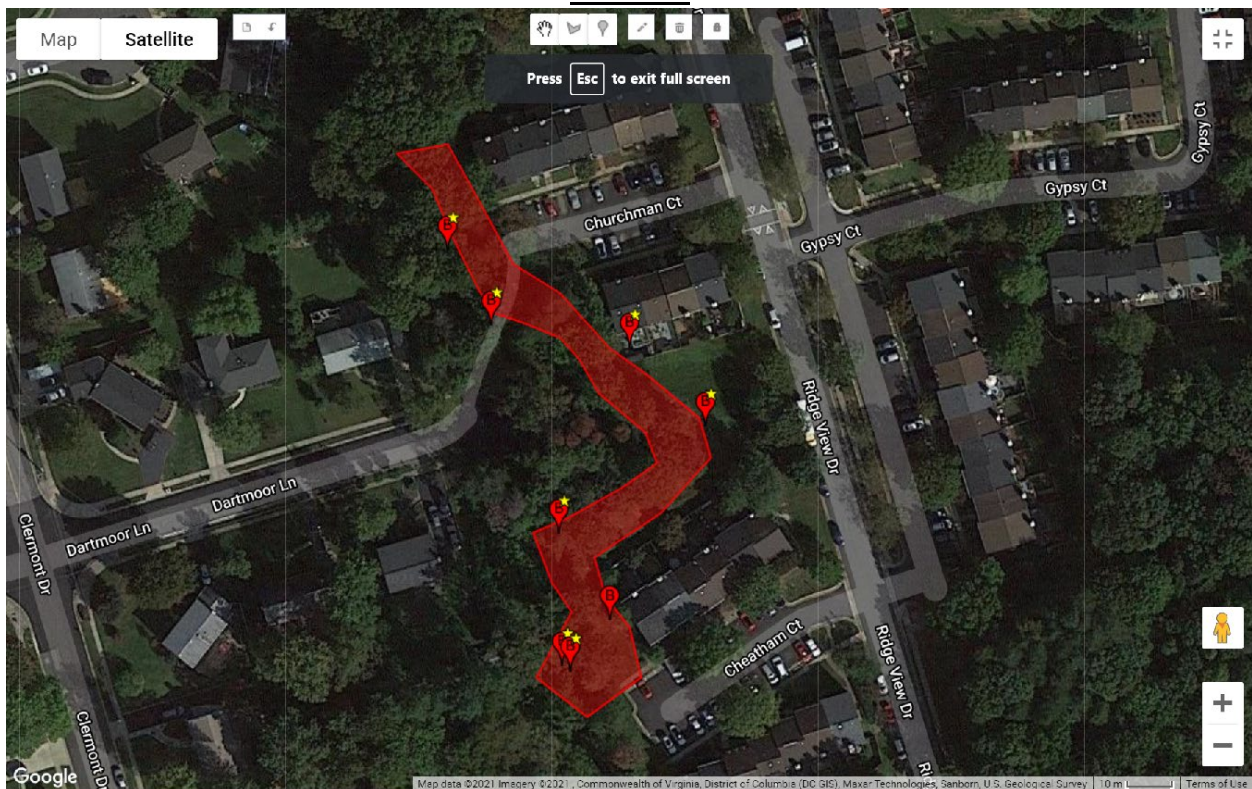 Map
Satellite
Press Esc to exit full screen
Gypsy Ct
Gypsy Ct
Churchman Ct
Gypsy Ct
B
B
B
B
Ridge View Dr
B
Dartmoor Ln
Dartmoor Ln
Clermont Dr
B
B
Cheatham Ct
Ridge View Dr
Clermont Dr
Google
Map data ©2021 Imagery ©2021 , Commonwealth of Virginia, District of Columbia (DC GIS), Maxar Technologies, Sanborn, U.S. Geological Survey
10 m
Terms of Use